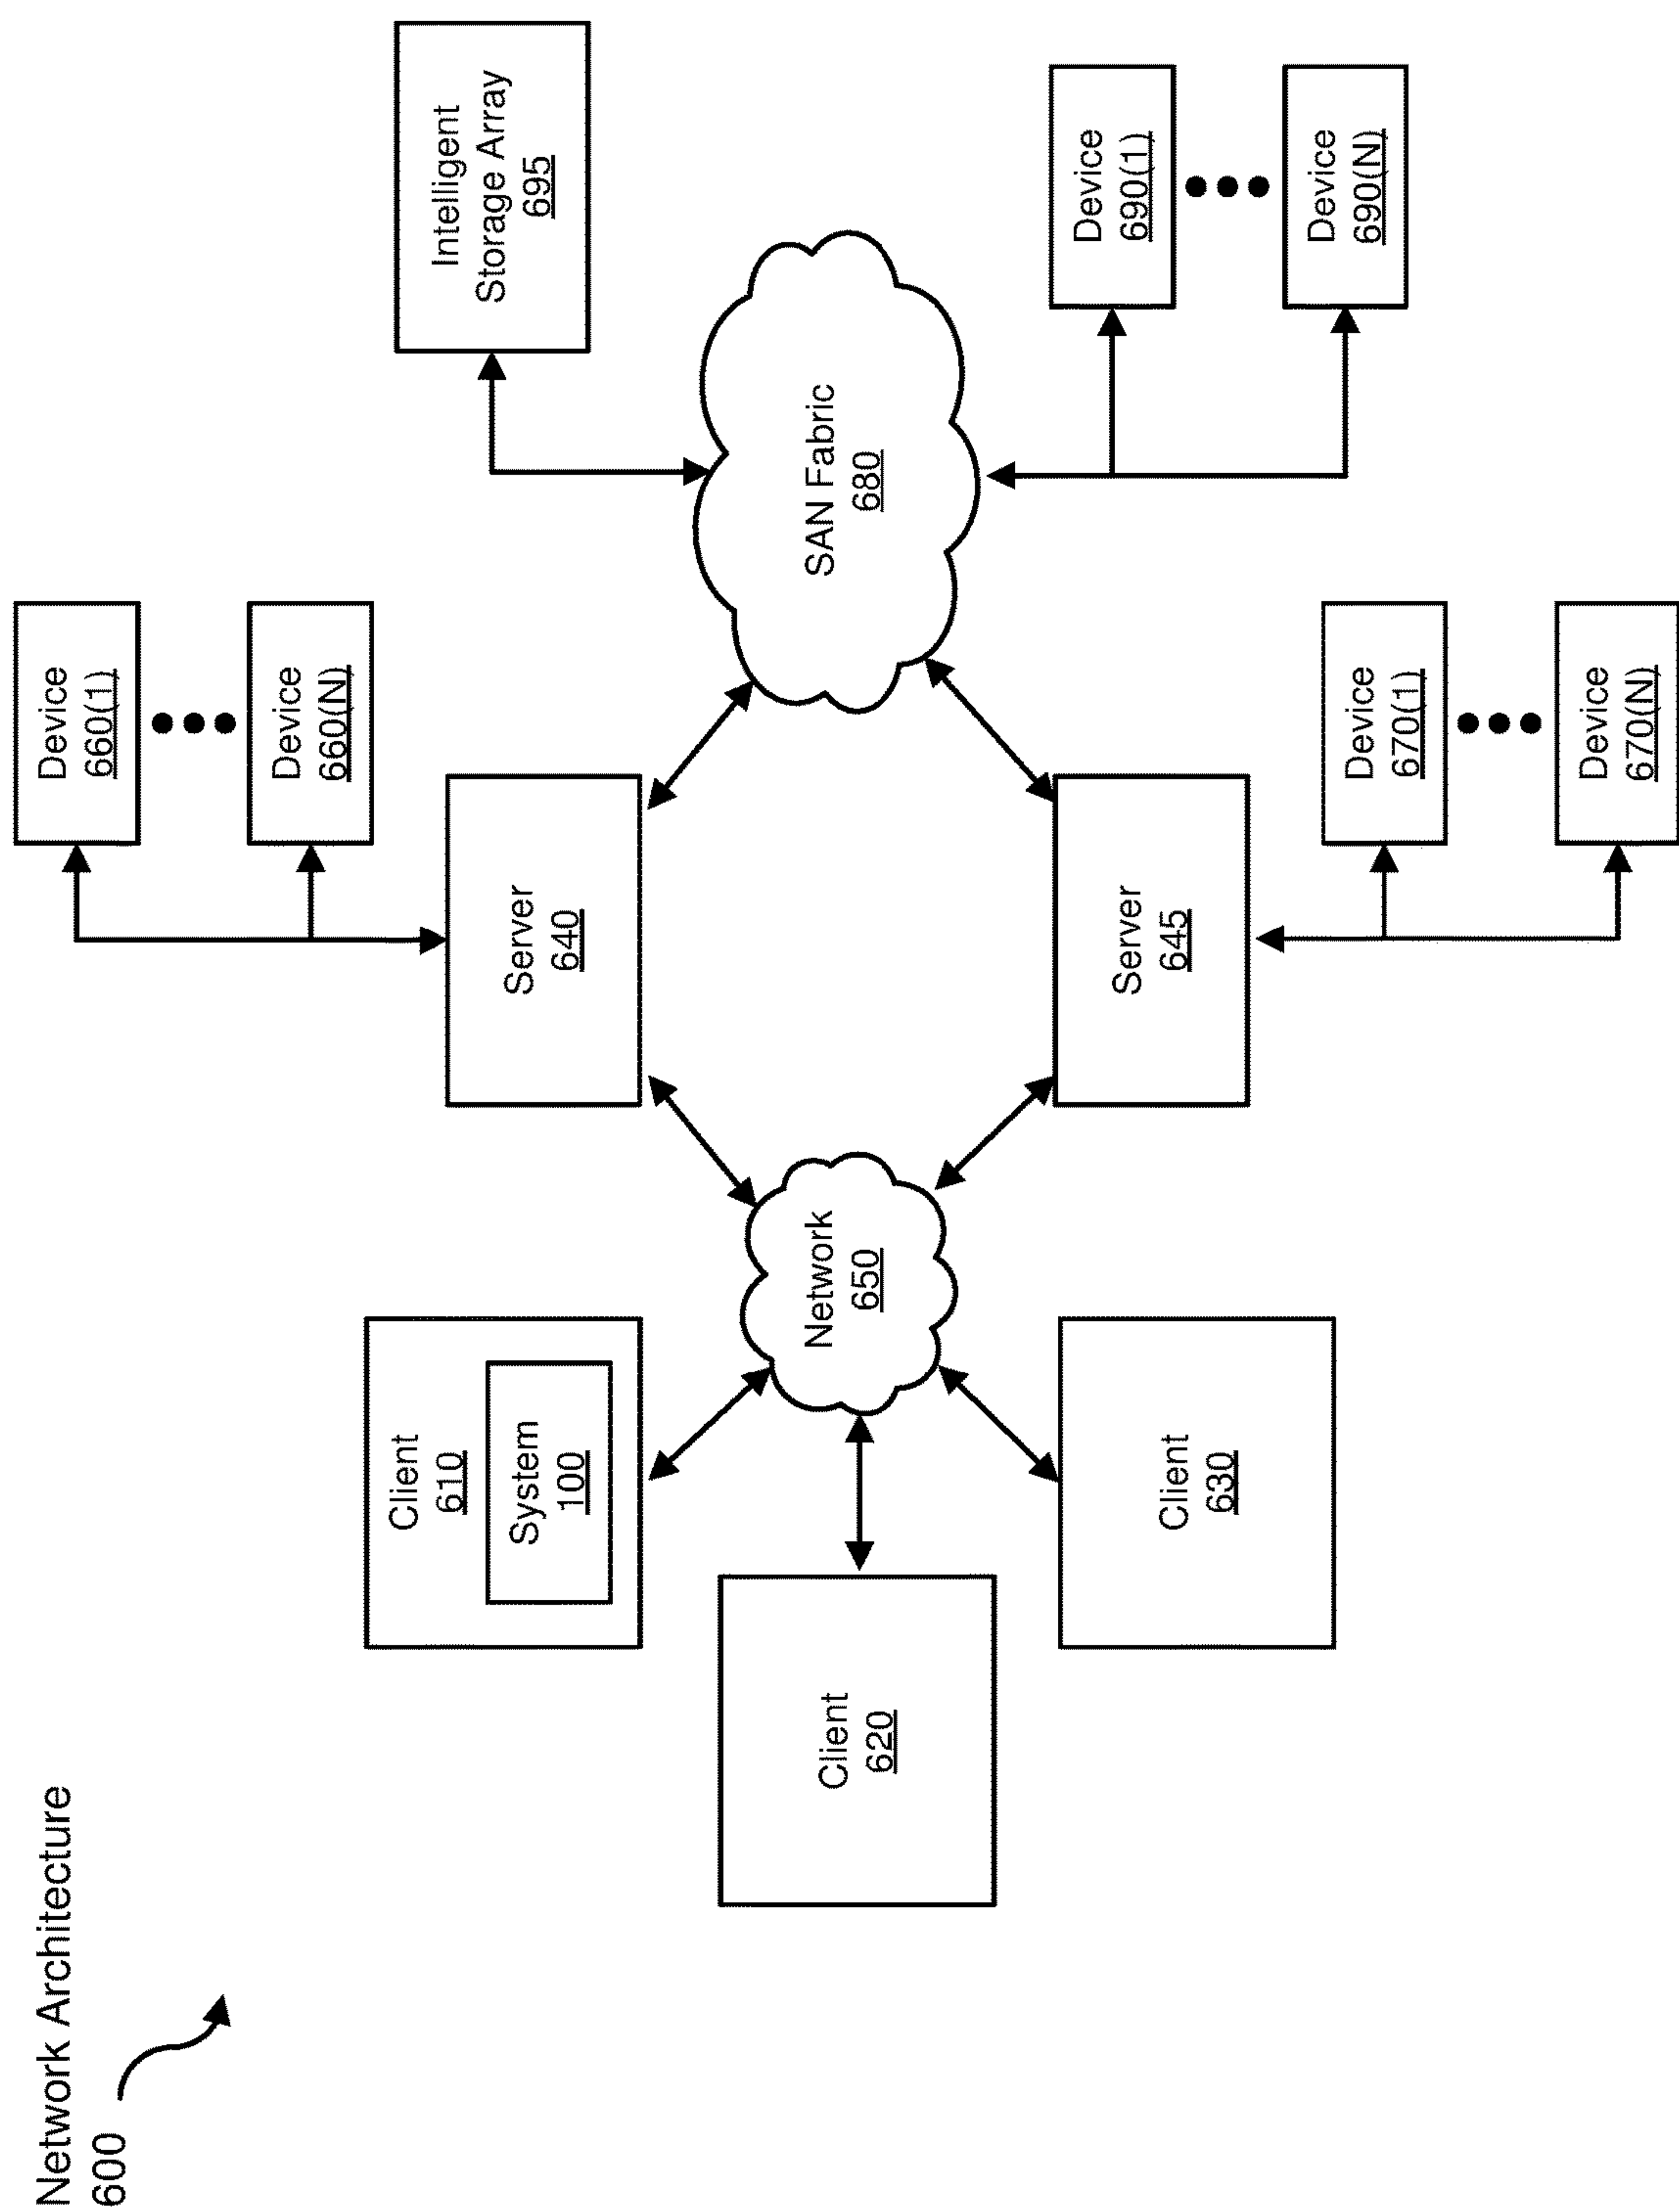 Network Architecture
600
Client
610
System
100
Client
620
Client
630
Network
650
Server
640
Server
645
Device
660(1)
Device
660(N)
Device
670(1)
Device
670(N)
SAN Fabric
680
Intelligent
Storage Array
695
Device
690(1)
Device
690(N)